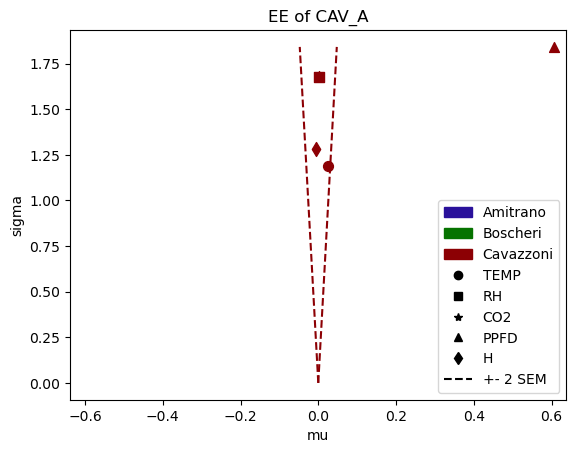 EE of CAV_A
sigma
1.75
1.50
1.25
1.00
0.75
0.50
0.25
0.00
−0.6
−0.4
−0.2
0.0
0.2
0.4
0.6
mu
Amitrano
Boscheri
Cavazzoni
TEMP
RH
CO2
PPFD
H
+- 2 SEM